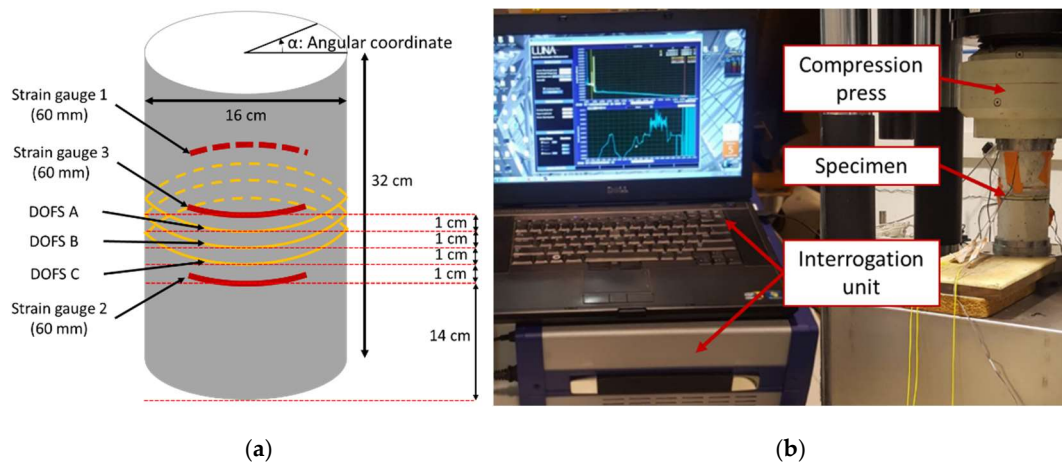 α: Angular coordinate
Strain gauge 1
(60 mm)
16 cm
Strain gauge 3
(60 mm)
32 cm
DOFS A
1 cm
DOFS B
1 cm
1 cm
DOFS C
1 cm
Strain gauge 2
(60 mm)
14 cm
(a)
LUNA
DELL
Compression
press
Specimen
Interrogation
unit
(b)